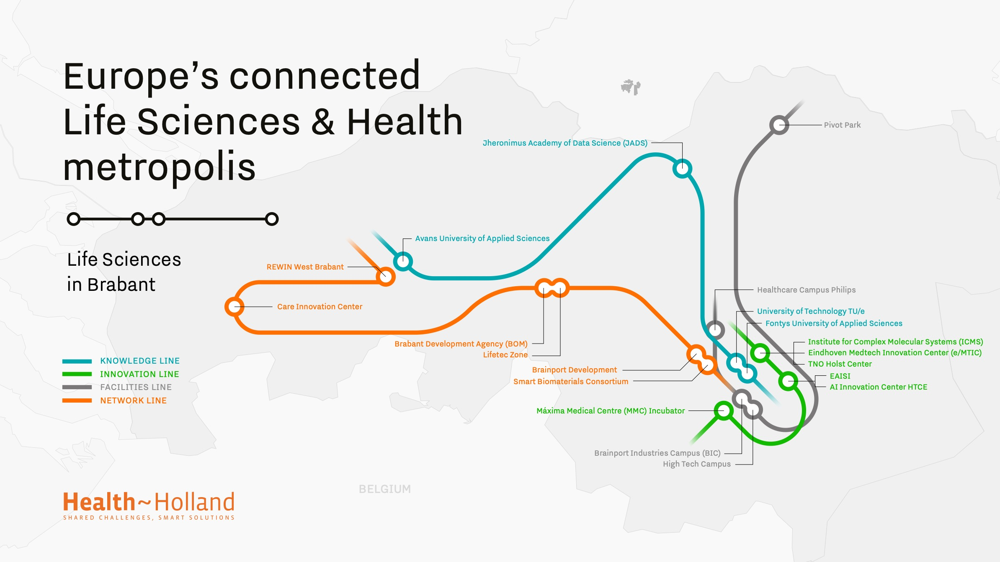 Europe’s connected
Life Sciences & Health
metropolis
Life Sciences
in Brabant
KNOWLEDGE LINE
INNOVATION LINE
FACILITIES LINE
NETWORK LINE
Pivot Park
Jheronimus Academy of Data Science (JADS)
Avans University of Applied Sciences
REWIN West Brabant
Care Innovation Center
Brabant Development Agency (BOM)
Lifetec Zone
Healthcare Campus Philips
University of Technology TU/e
Fontys University of Applied Sciences
Institute for Complex Molecular Systems (ICMS)
Eindhoven Medtech Innovation Center (e/MTIC)
TNO Holst Center
EAISI
AI Innovation Center HTCE
Brainport Development
Smart Biomaterials Consortium
Máxima Medical Centre (MMC) Incubator
Brainport Industries Campus (BIC)
High Tech Campus
BELGIUM
Health~Holland
SHARED CHALLENGES, SMART SOLUTIONS